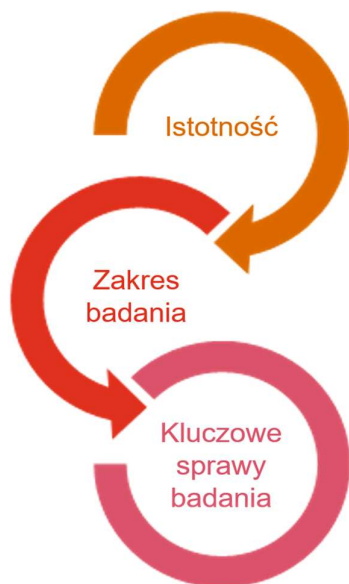 Istotność
Zakres
badania
Kluczowe
sprawy
badania